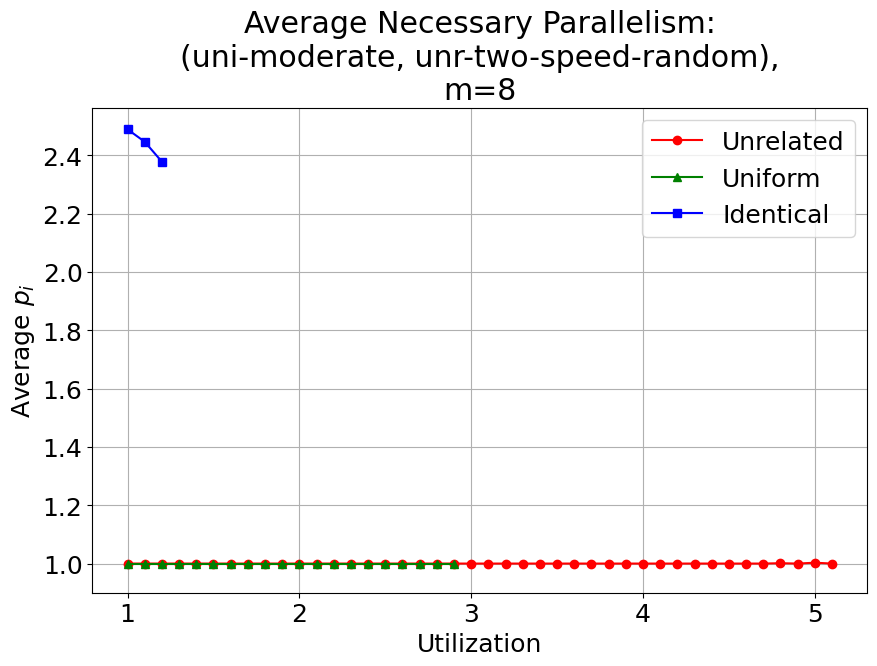 Average Necessary Parallelism:
(uni-moderate, unr-two-speed-random),
m=8
Unrelated
Uniform
Identical
2.4
2.2
2.0
1.8
1.6
1.4
1.2
1.0
Average p_i
1 2 3 4 5
Utilization